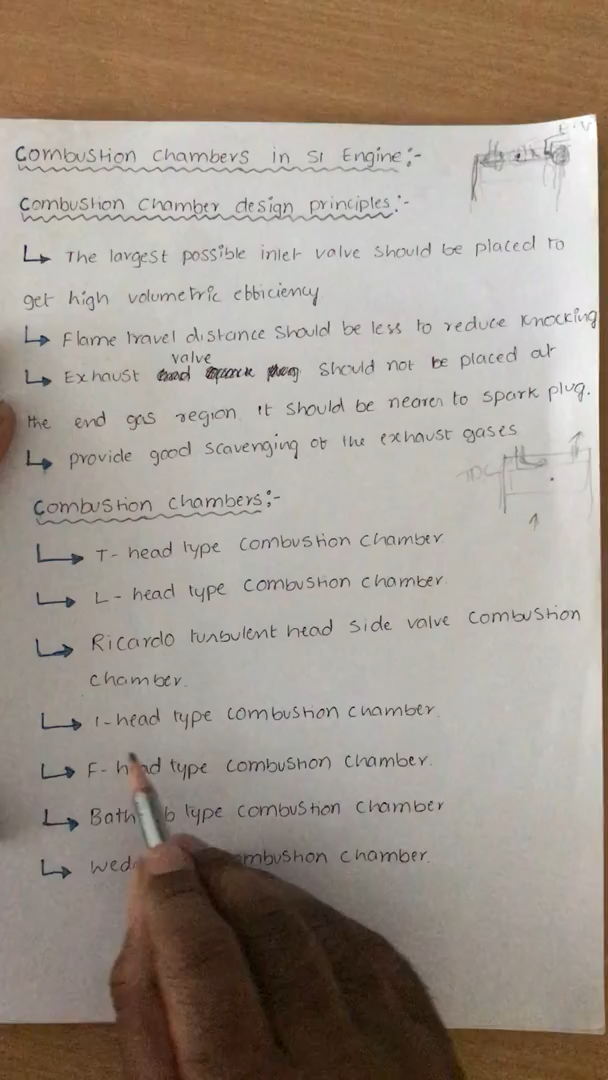 Combustion chambers in SI Engine:-
E.V
Combustion chamber design principles:-
The largest possible inlet valve should be placed to
get high volumetric efficiency
Flame travel distance should be less to reduce knocking
valve
Exhaust should not be placed at
the end gas region. it should be nearer to spark plug.
provide good scavenging of the exhaust gases
TDC
Combustion chambers:-
T- head type combustion chamber
L- head type combustion chamber
Ricardo turbulent head side valve combustion
chamber.
I-head type combustion chamber.
F- head type combustion chamber.
Bath type combustion chamber
combustion chamber.